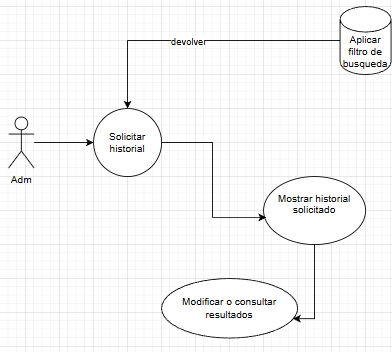 devolver
Aplicar
filtro de
busqueda
Solicitar
historial
Adm
Mostrar historial
solicitado
Modificar o consultar
resultados